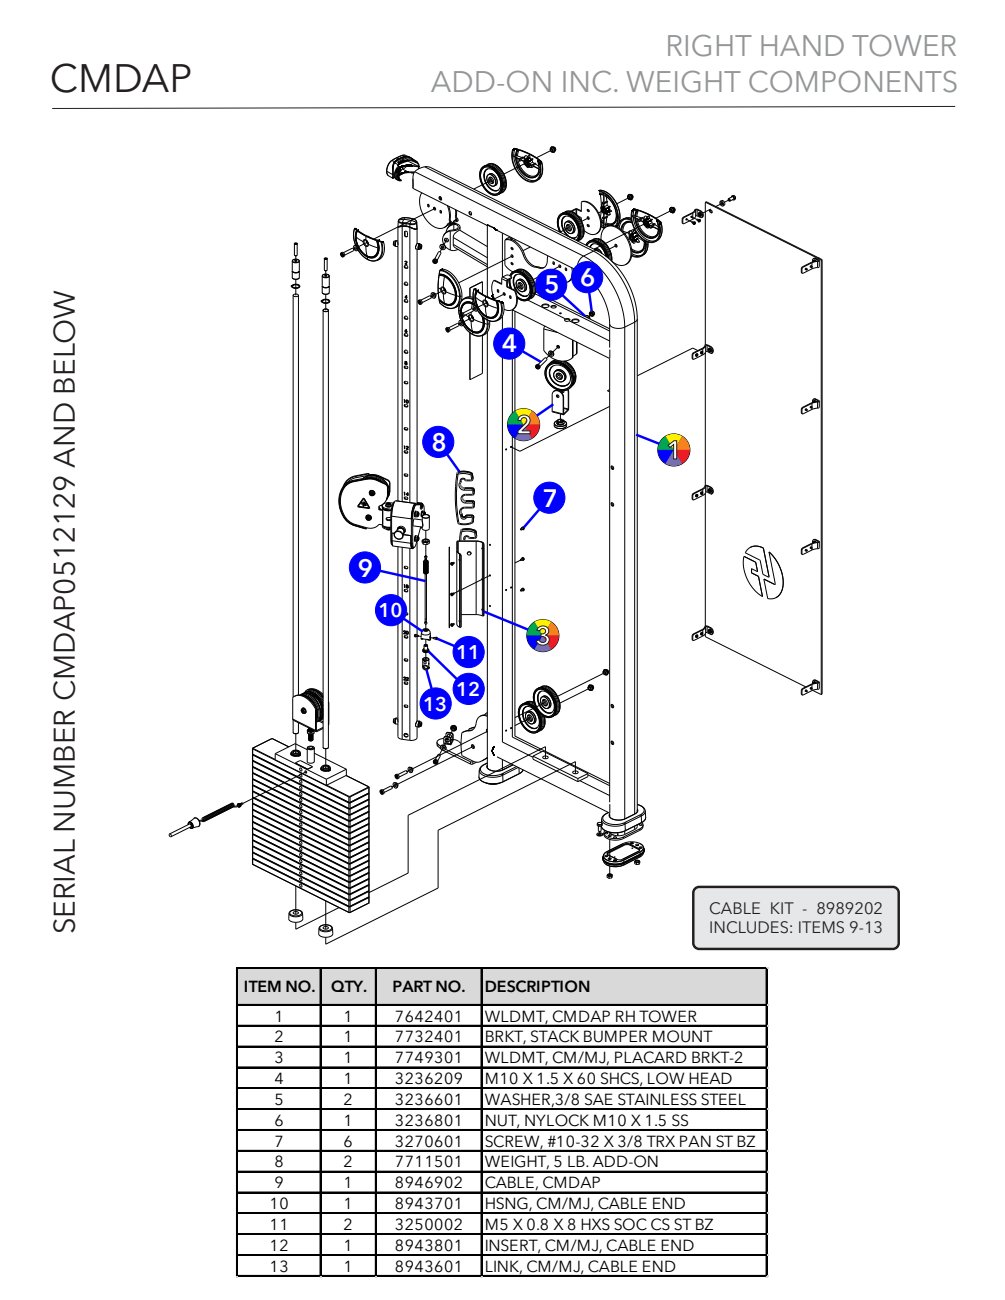 CMDAP
RIGHT HAND TOWER
ADD-ON INC. WEIGHT COMPONENTS
SERIAL NUMBER CMDAP0512129 AND BELOW
6
5
4
2
1
8
7
9
10
3
11
12
13
CABLE KIT - 8989202
INCLUDES: ITEMS 9-13
ITEM NO. QTY. PART NO. DESCRIPTION
1 1 7642401 WLDMT, CMDAP RH TOWER
2 1 7732401 BRKT, STACK BUMPER MOUNT
3 1 7749301 WLDMT, CM/MJ, PLACARD BRKT-2
4 1 3236209 M10 X 1.5 X 60 SHCS, LOW HEAD
5 2 3236601 WASHER,3/8 SAE STAINLESS STEEL
6 1 3236801 NUT, NYLOCK M10 X 1.5 SS
7 6 3270601 SCREW, #10-32 X 3/8 TRX PAN ST BZ
8 2 7711501 WEIGHT, 5 LB. ADD-ON
9 1 8946902 CABLE, CMDAP
10 1 8943701 HSNG, CM/MJ, CABLE END
11 2 3250002 M5 X 0.8 X 8 HXS SOC CS ST BZ
12 1 8943801 INSERT, CM/MJ, CABLE END
13 1 8943601 LINK, CM/MJ, CABLE END